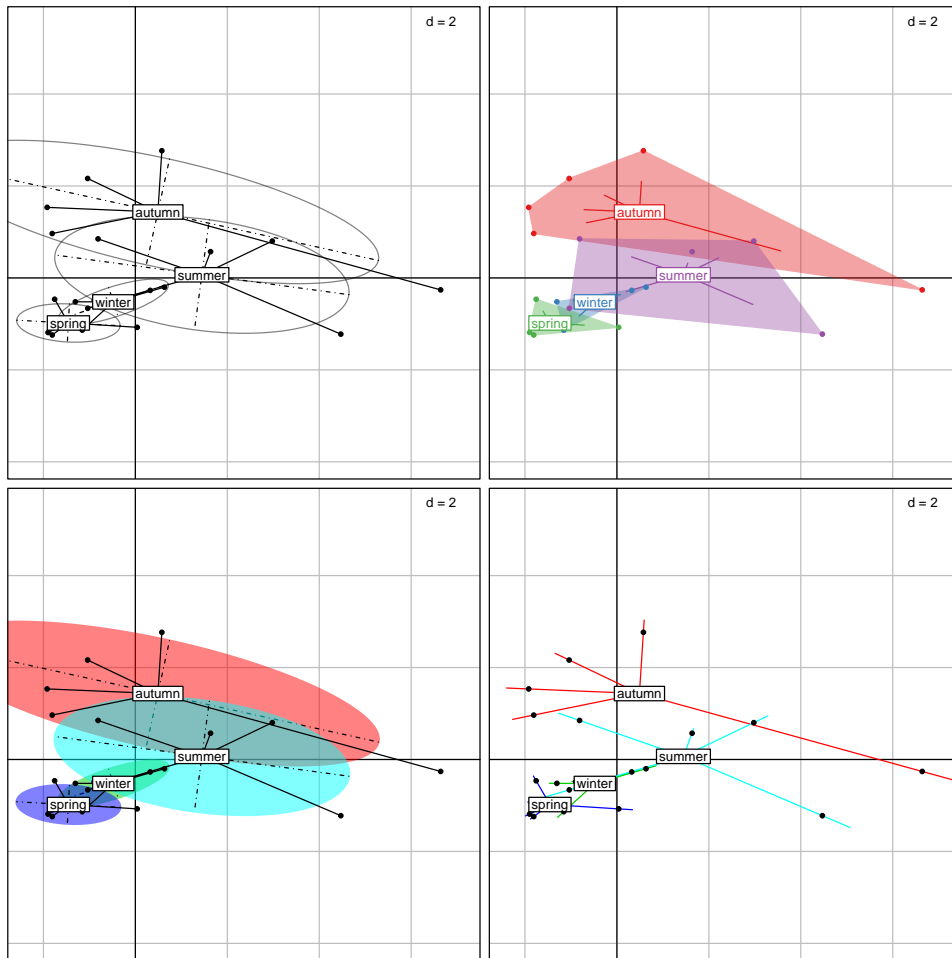 d = 2
autumn
summer
winter
spring
d = 2
autumn
summer
winter
spring
d = 2
autumn
summer
winter
spring
d = 2
autumn
summer
winter
spring